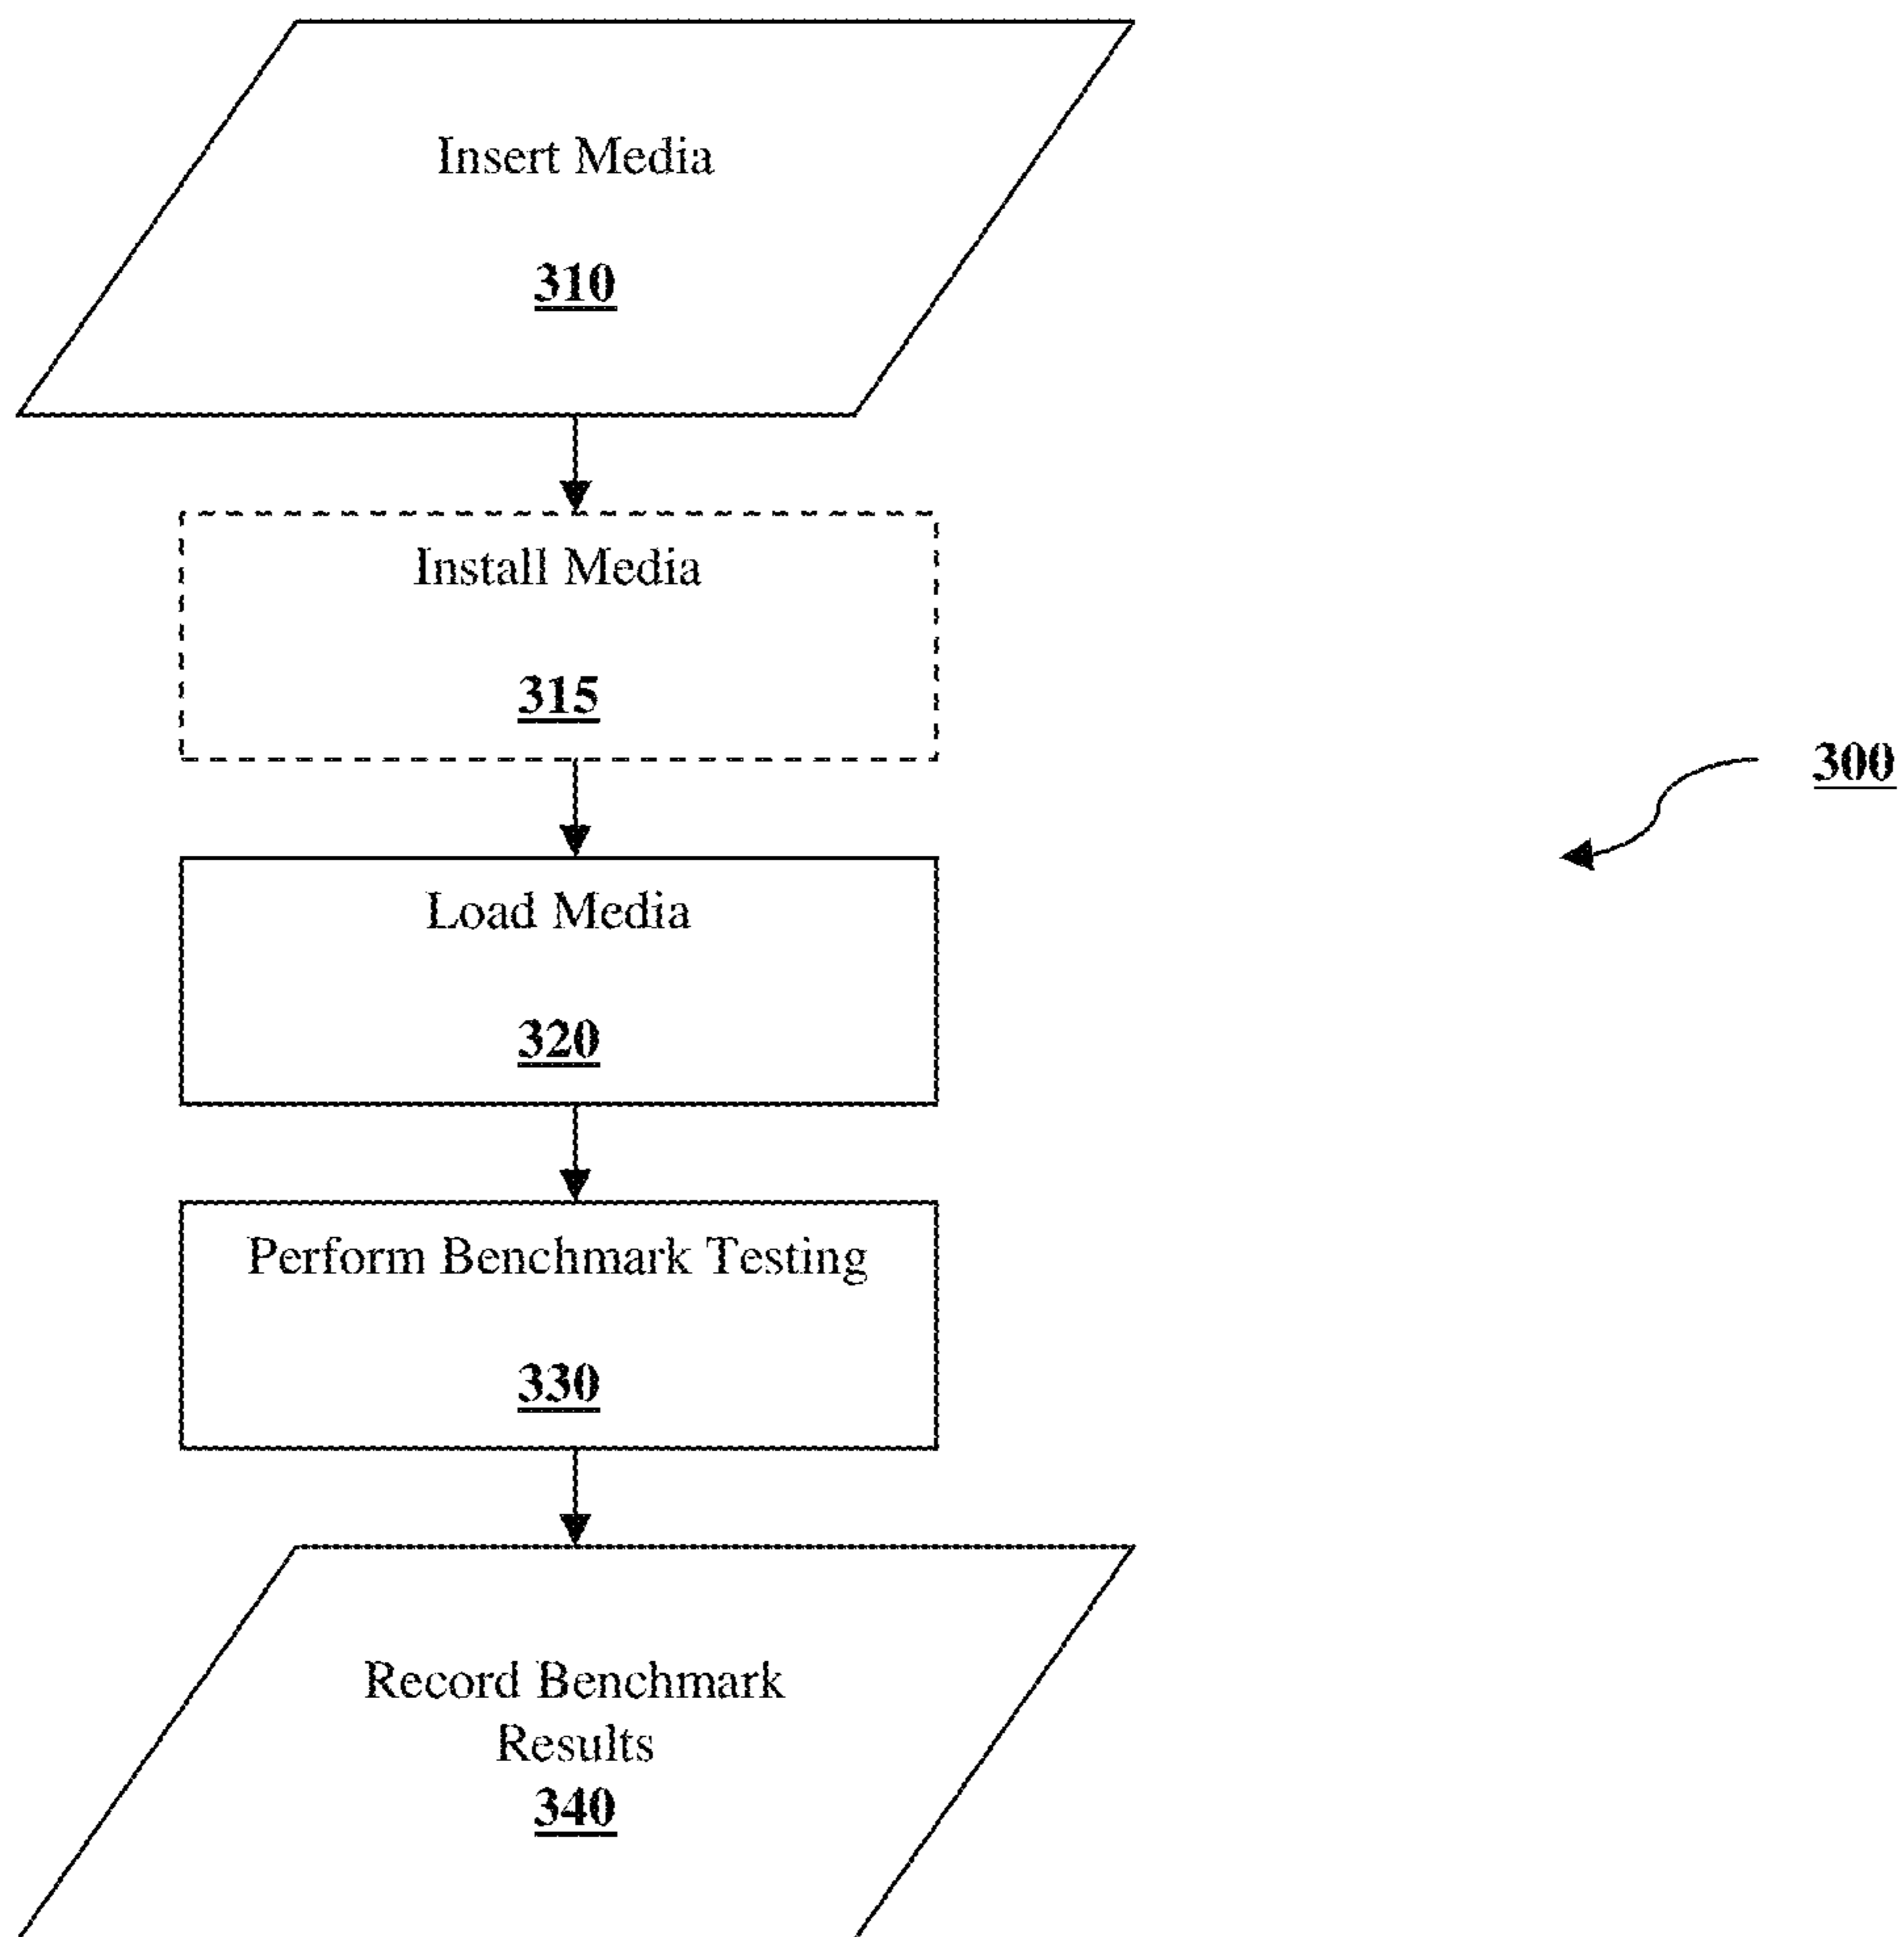 Insert Media
310
Install Media
315
300
Load Media
320
Perform Benchmark Testing
330
Record Benchmark
Results
340